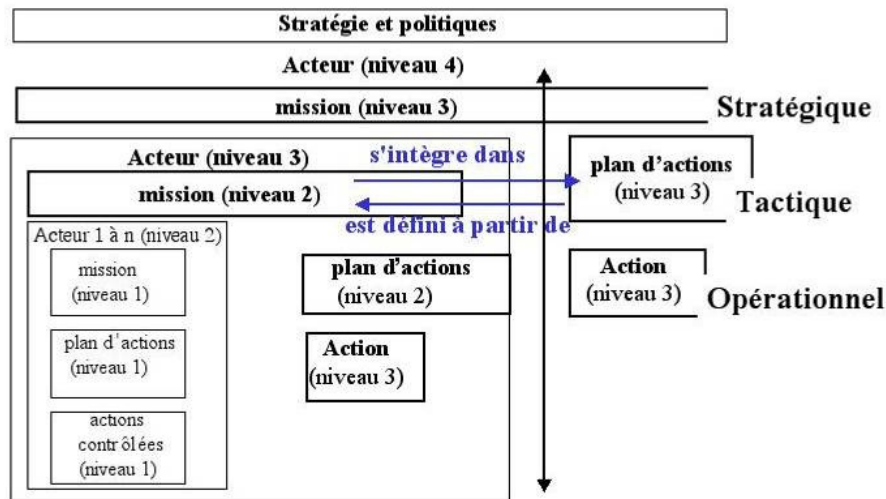 Stratégie et politiques
Acteur (niveau 4)
mission (niveau 3)
Stratégique
Acteur (niveau 3)
s'intègre dans
mission (niveau 2)
plan d'actions
(niveau 3)
Tactique
est défini à partir de
Acteur 1 à n (niveau 2)
mission
(niveau 1)
plan d'actions
(niveau 2)
Action
(niveau 3)
Opérationnel
plan d'actions
(niveau 1)
Action
(niveau 3)
actions
contrôlées
(niveau 1)